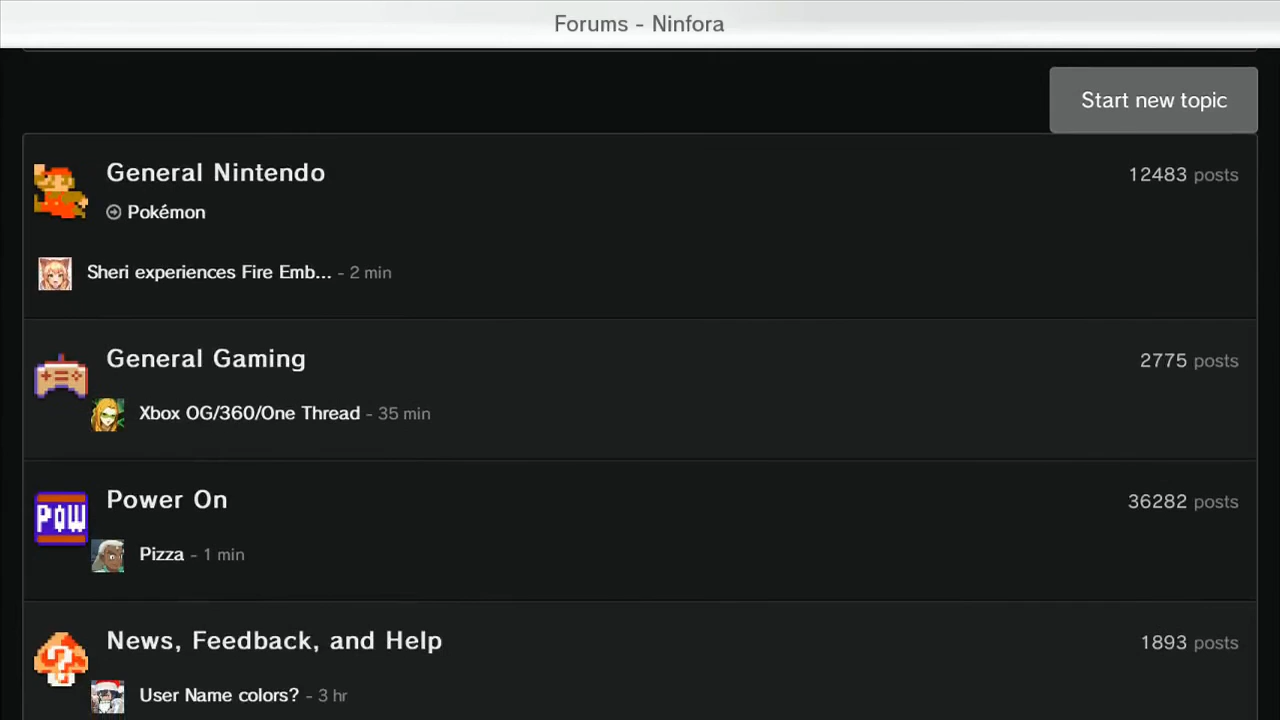 Forums - Ninfora
Start new topic
General Nintendo
12483 posts
Pokémon
Sheri experiences Fire Emb... - 2 min
General Gaming
2775 posts
Xbox OG/360/One Thread - 35 min
POW
Power On
36282 posts
Pizza - 1 min
News, Feedback, and Help
1893 posts
?
User Name colors? - 3 hr